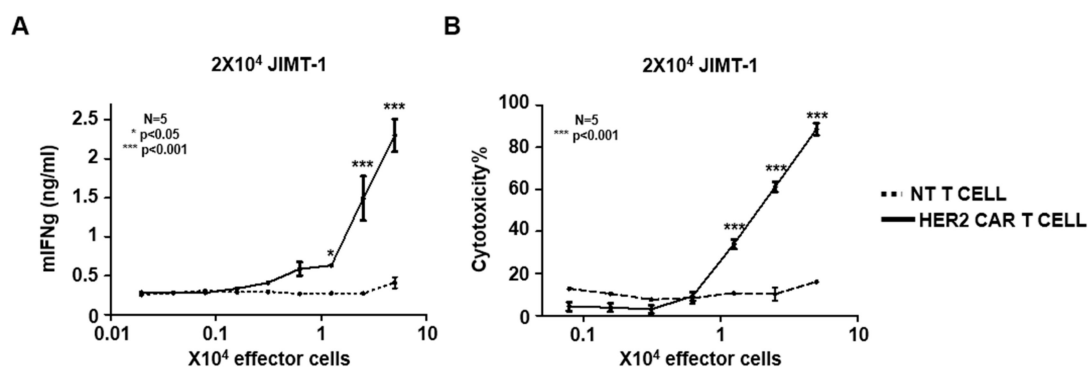 A
2X10⁴ JIMT-1
N=5
* p<0.05
*** p<0.001
mIFNg (ng/ml)
2.5
2
1.5
1
0.5
0
0.01
0.1
1
10
X10⁴ effector cells
*
***
***
B
2X10⁴ JIMT-1
N=5
*** p<0.001
Cytotoxicity%
100
80
60
40
20
0
0.1
1
10
X10⁴ effector cells
***
***
***
NT T CELL
HER2 CAR T CELL